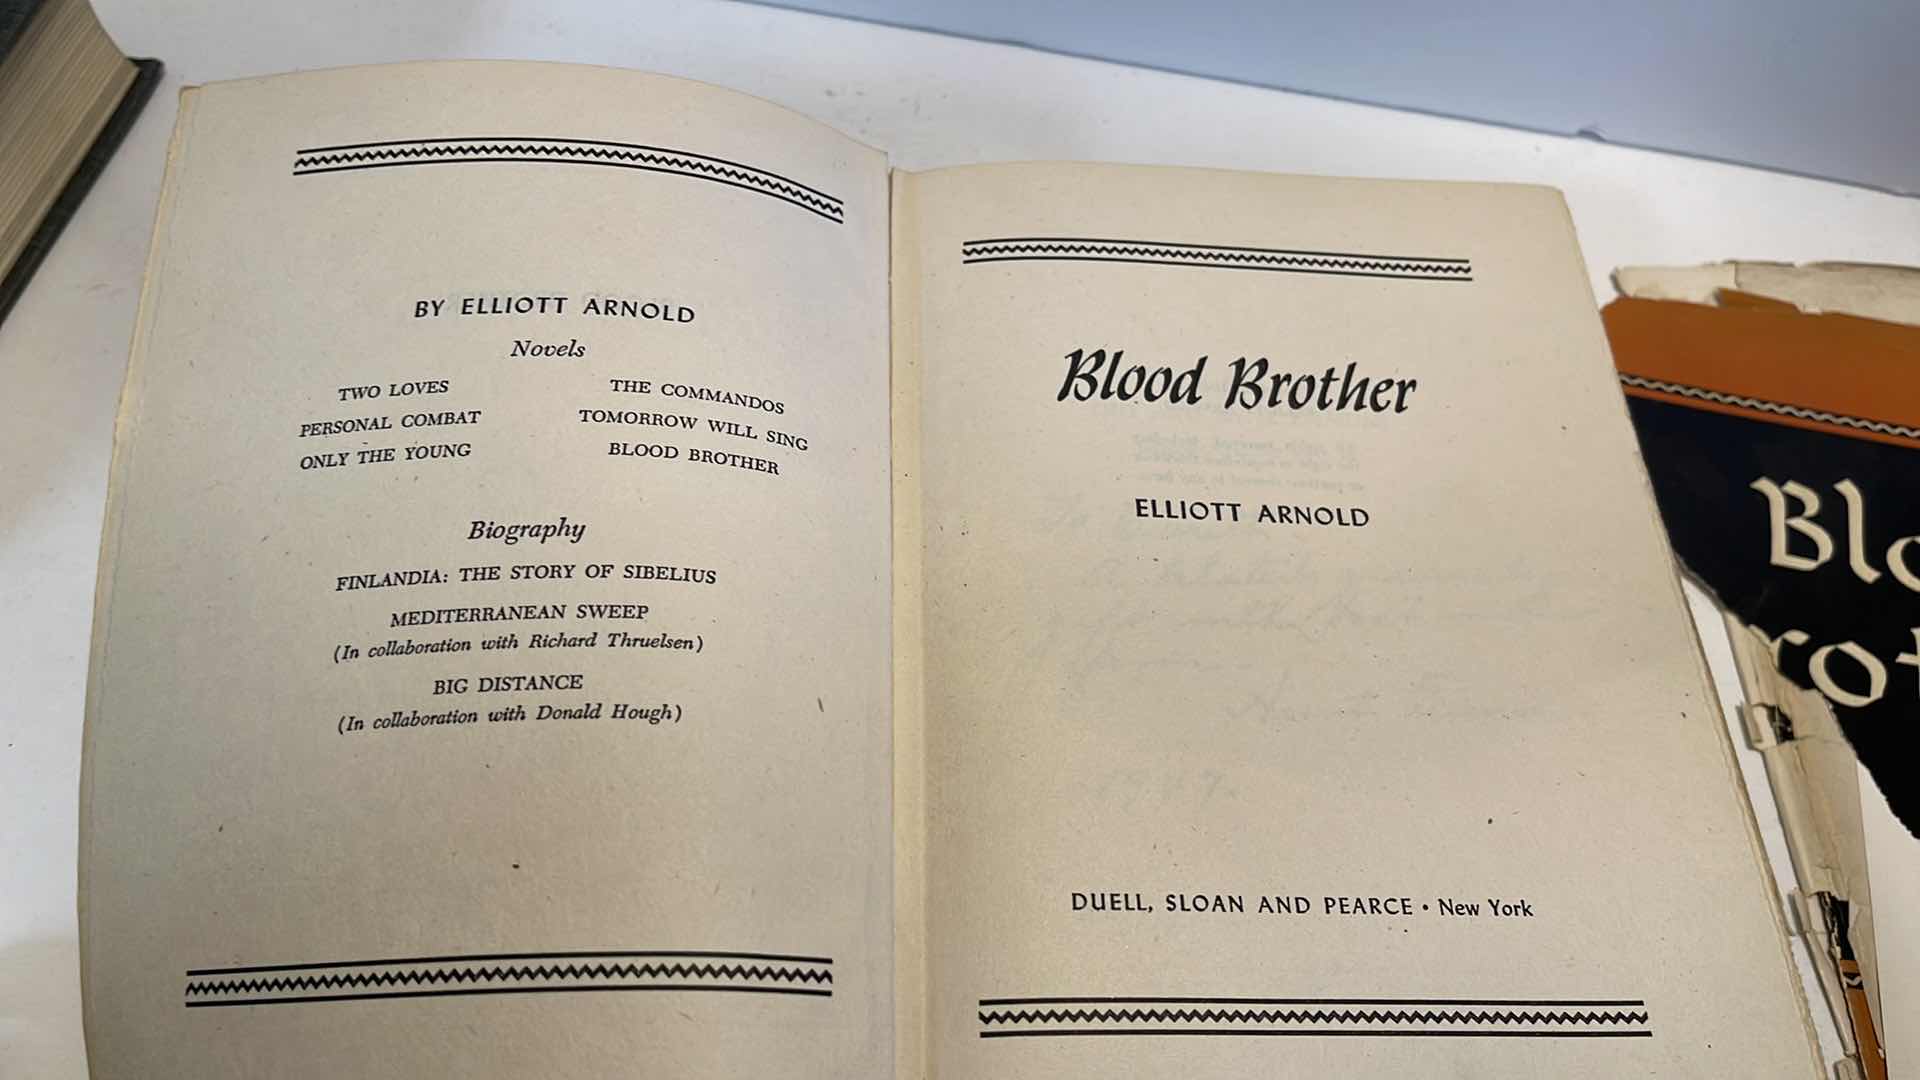 BY ELLIOTT ARNOLD
Novels
TWO LOVES
PERSONAL COMBAT
ONLY THE YOUNG
THE COMMANDOS
TOMORROW WILL SING
BLOOD BROTHER
Biography
FINLANDIA: THE STORY OF SIBELIUS
MEDITERRANEAN SWEEP
(In collaboration with Richard Thruelsen)
BIG DISTANCE
(In collaboration with Donald Hough)
Blood Brother
ELLIOTT ARNOLD
DUELL, SLOAN AND PEARCE • New York
Blo
rot